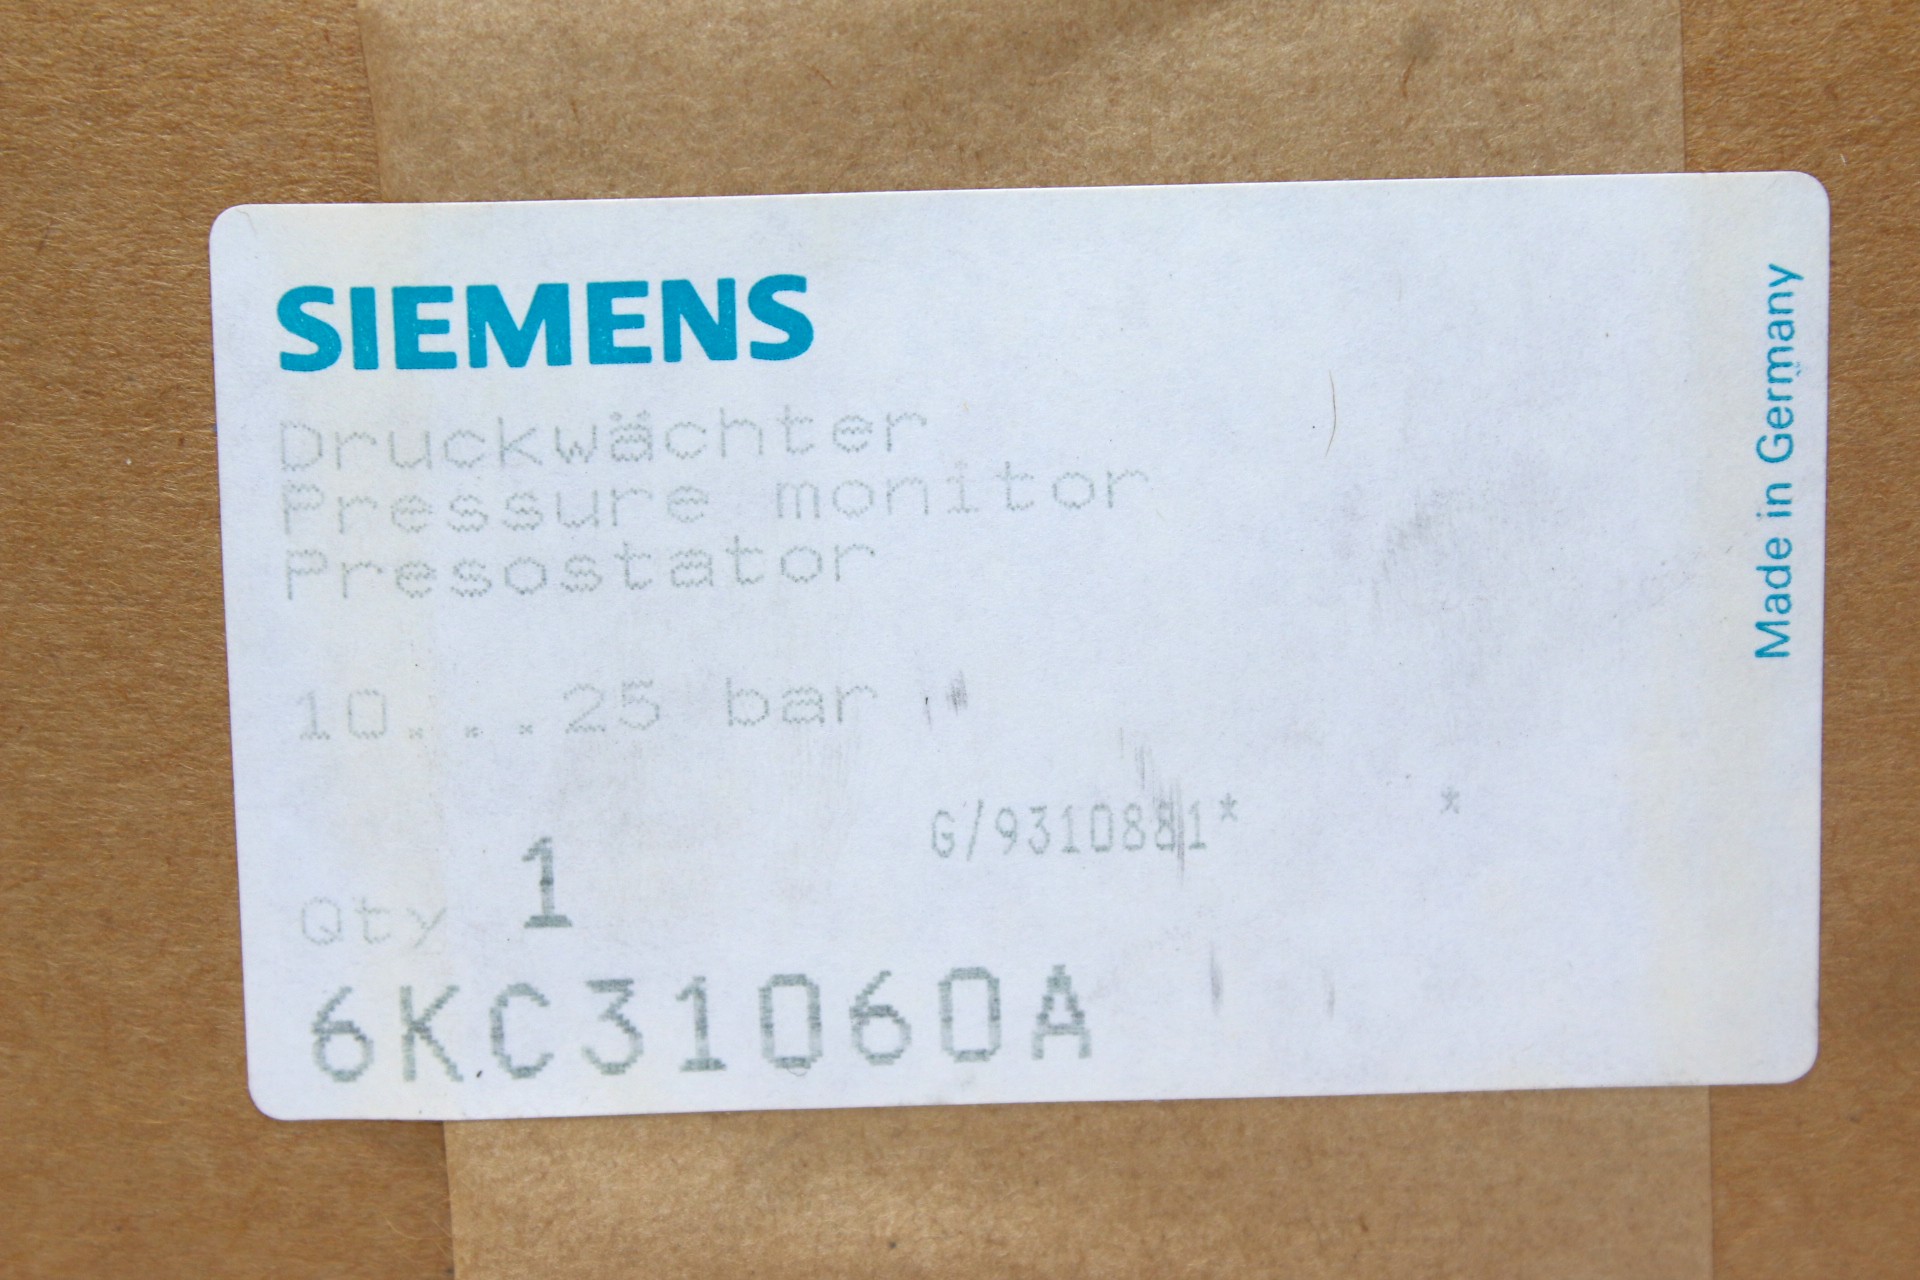 SIEMENS
Druckwächter
Pressure monitor
Presostator
10...25 bar
G/9310881* *
Qty 1
6KC31060A
Made in Germany